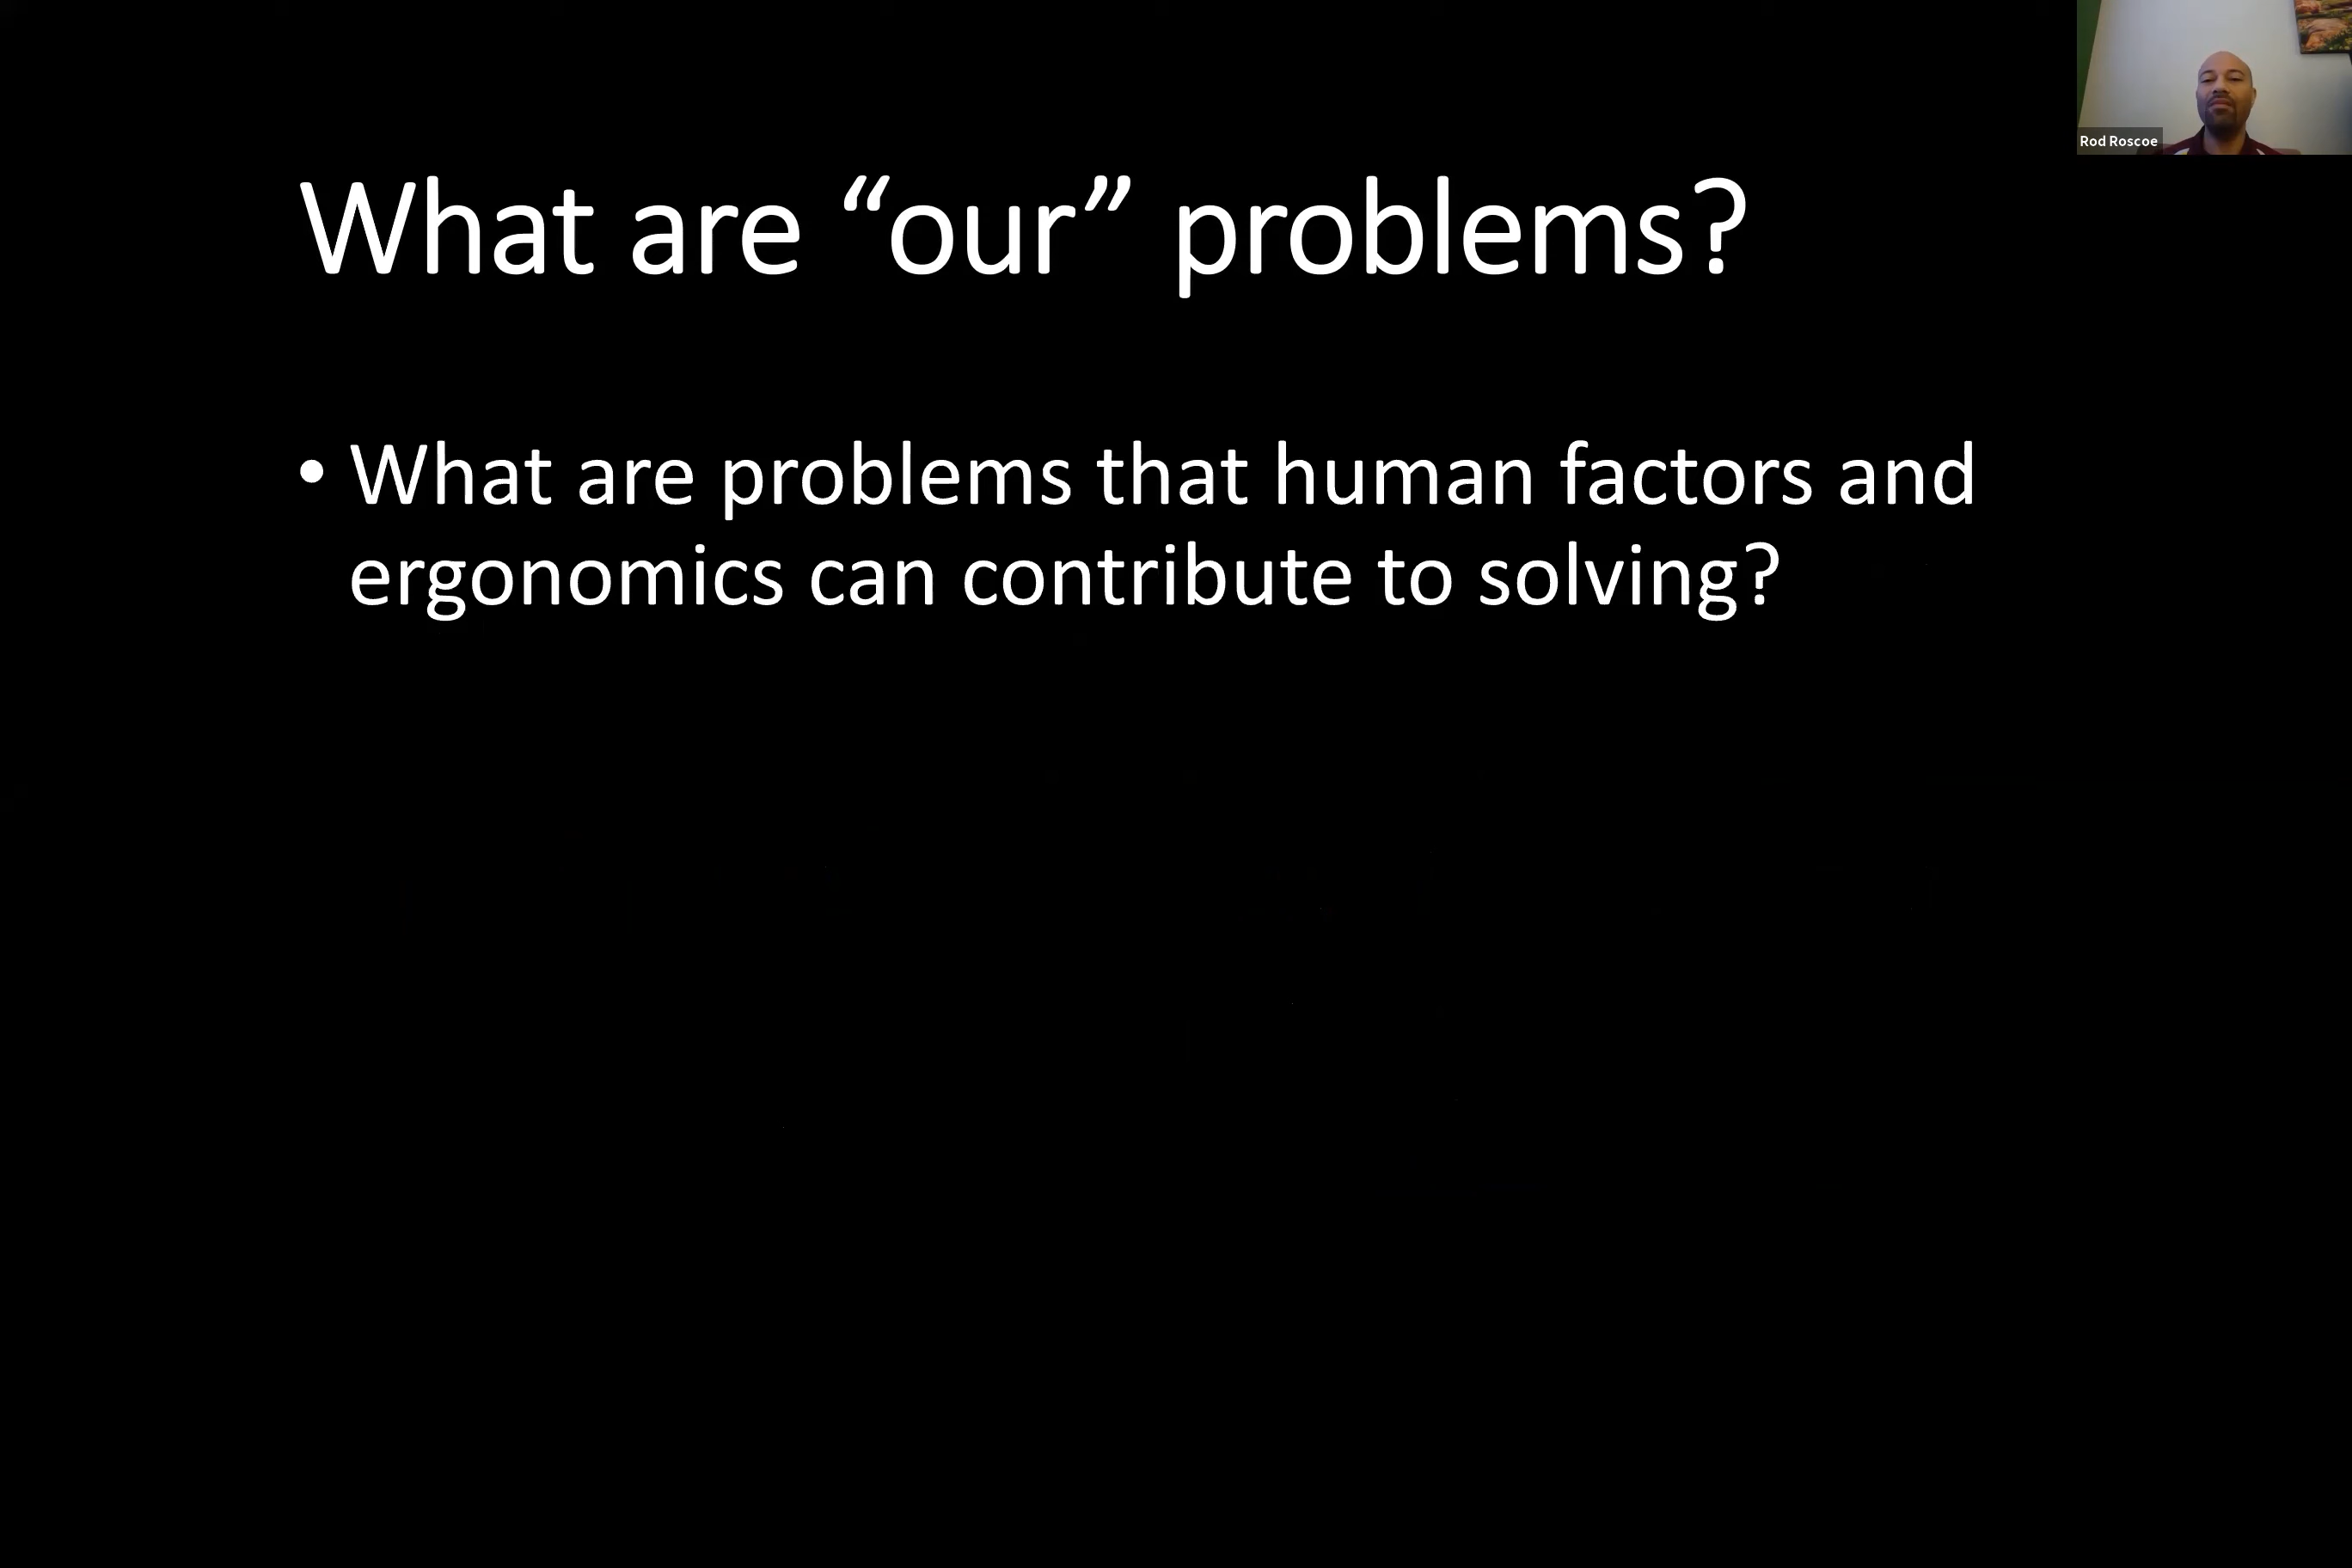 What are “our” problems?
• What are problems that human factors and
ergonomics can contribute to solving?
Rod Roscoe